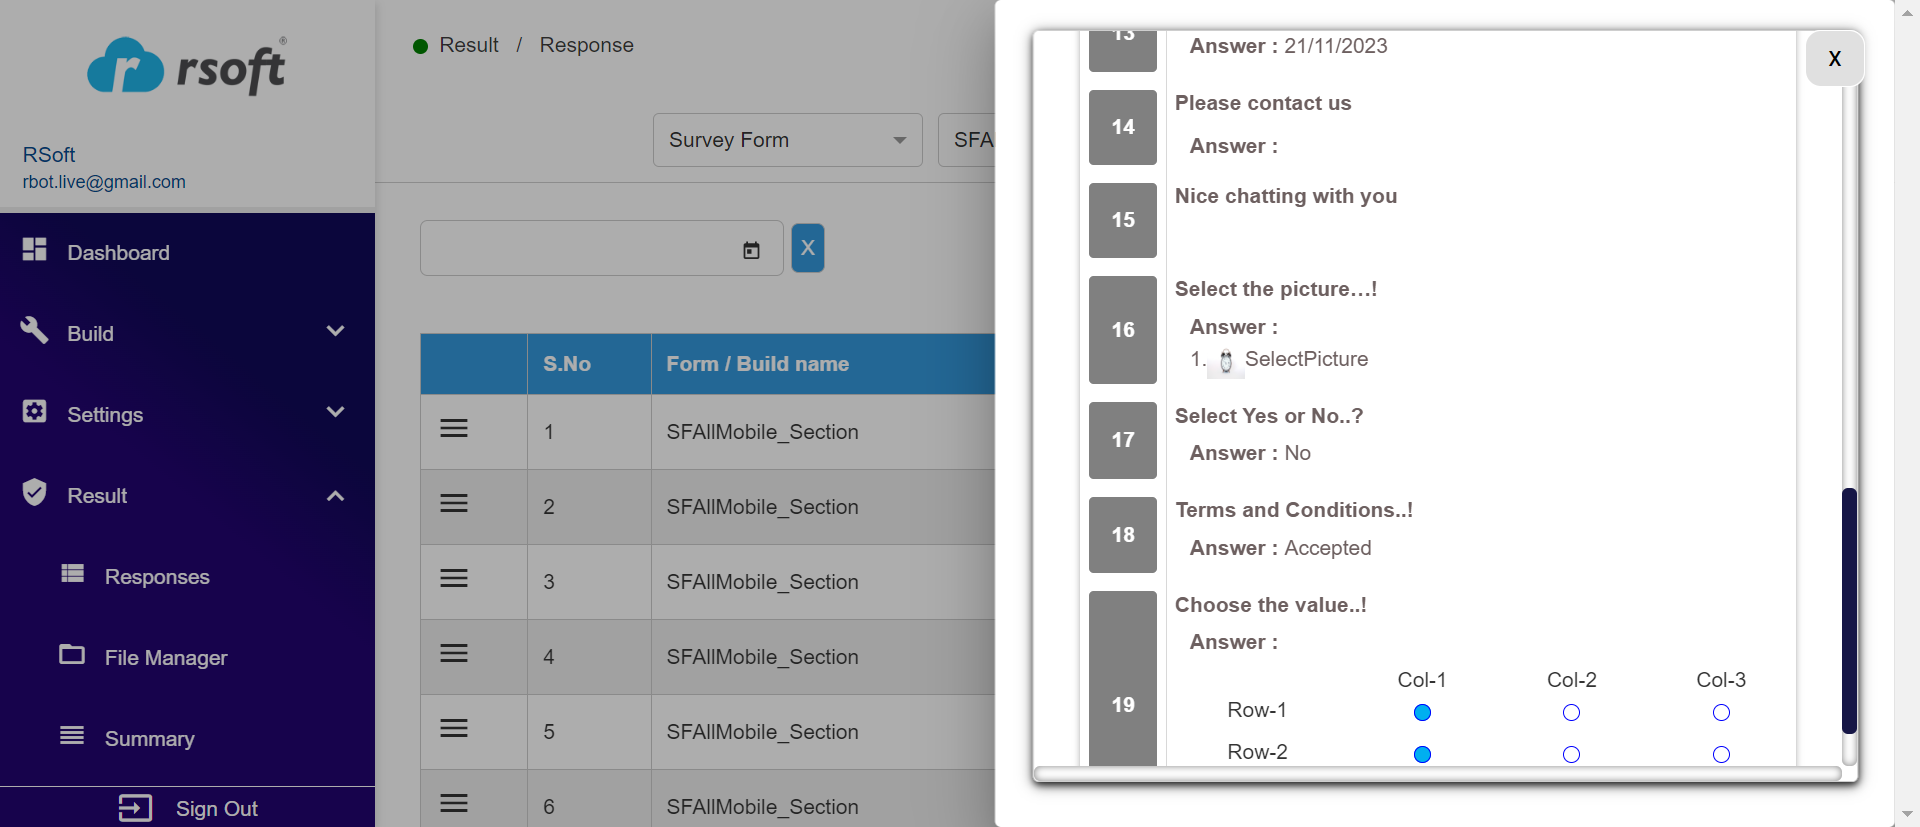 rsoft®
RSoft
rbot.live@gmail.com
Dashboard
Build
Settings
Result
Responses
File Manager
Summary
Sign Out
Result / Response
Survey Form
SFA
X
S.No Form / Build name
1 SFAllMobile_Section
2 SFAllMobile_Section
3 SFAllMobile_Section
4 SFAllMobile_Section
5 SFAllMobile_Section
6 SFAllMobile_Section
X
13
Answer : 21/11/2023
14
Please contact us
Answer :
15
Nice chatting with you
16
Select the picture...!
Answer :
1. SelectPicture
17
Select Yes or No..?
Answer : No
18
Terms and Conditions..!
Answer : Accepted
19
Choose the value..!
Answer :
Col-1 Col-2 Col-3
Row-1
Row-2